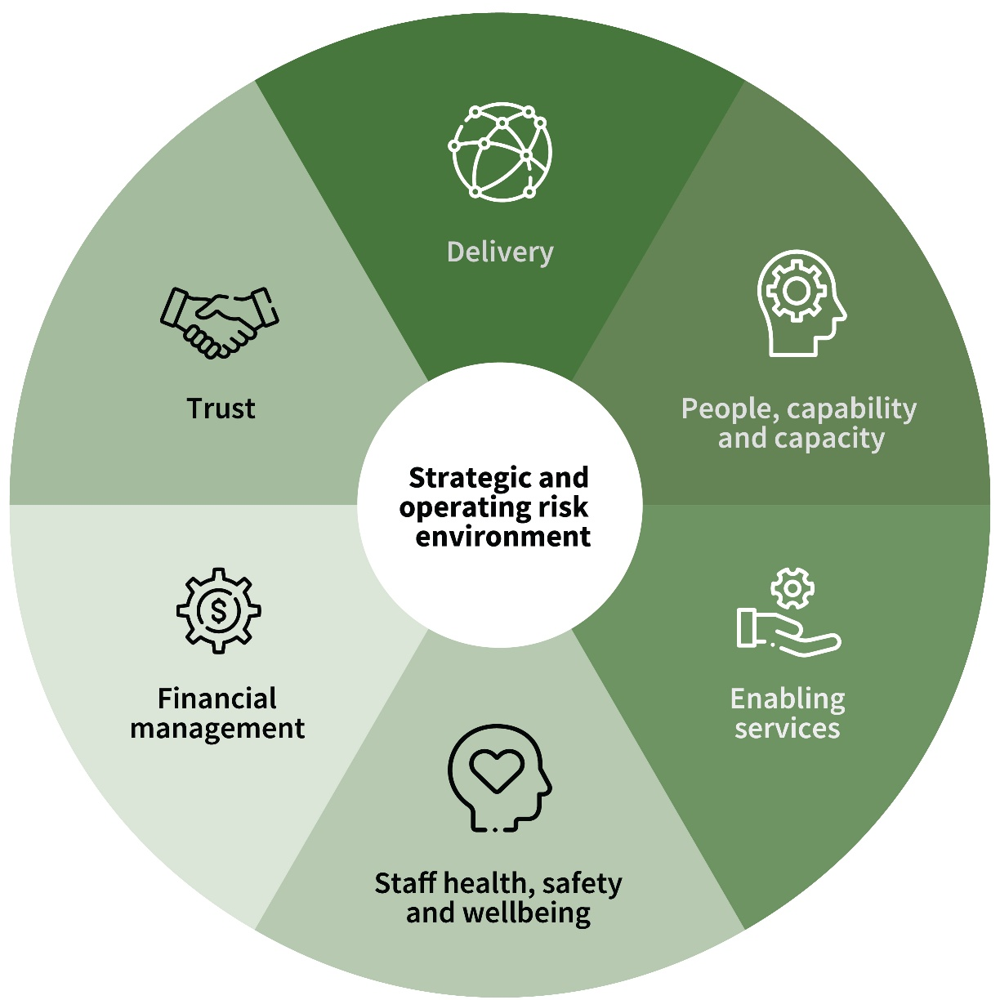 Delivery
People, capability
and capacity
Enabling
services
Staff health, safety
and wellbeing
Financial
management
$
Trust
Strategic and
operating risk
environment